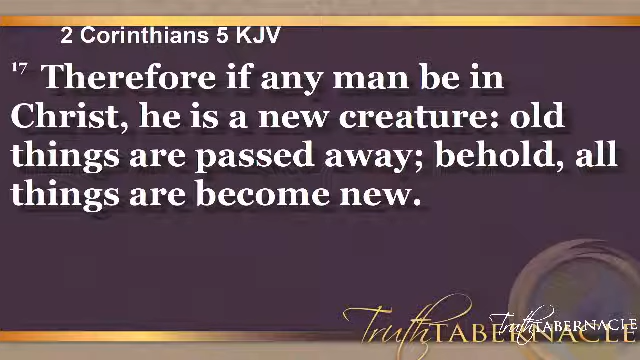 2 Corinthians 5 KJV
17 Therefore if any man be in
Christ, he is a new creature: old
things are passed away; behold, all
things are become new.
Truth TABERNACLE
Truth TABERNACLE